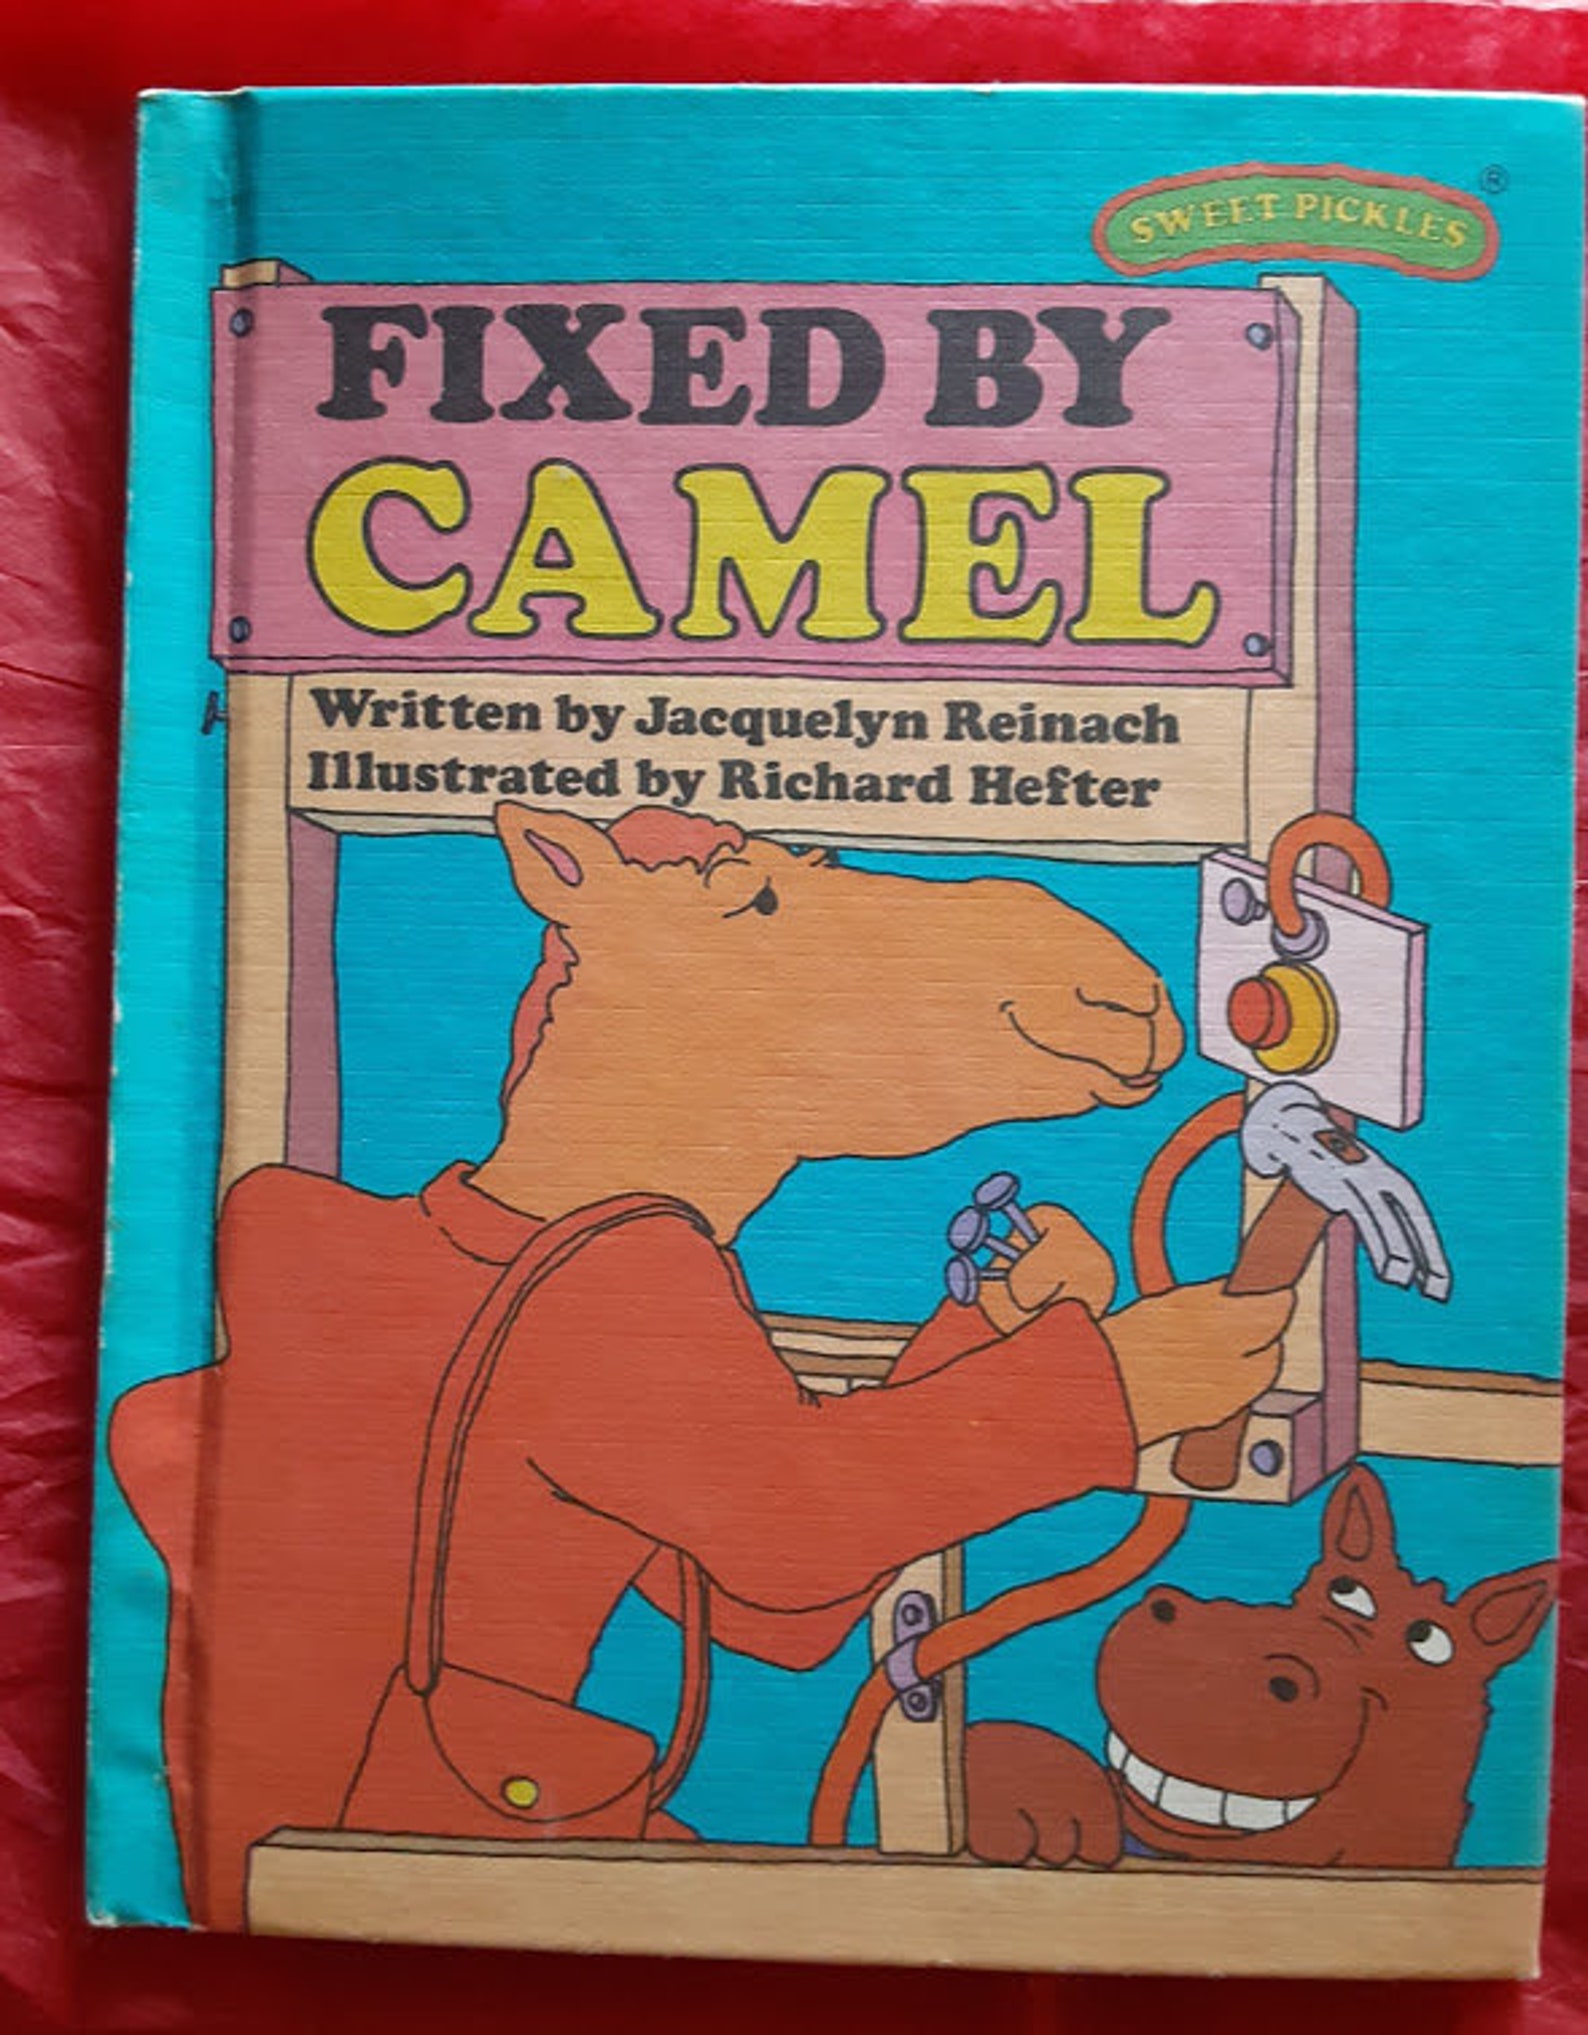 SWEET PICKLES ®
FIXED BY
CAMEL
Written by Jacquelyn Reinach
Illustrated by Richard Hefter